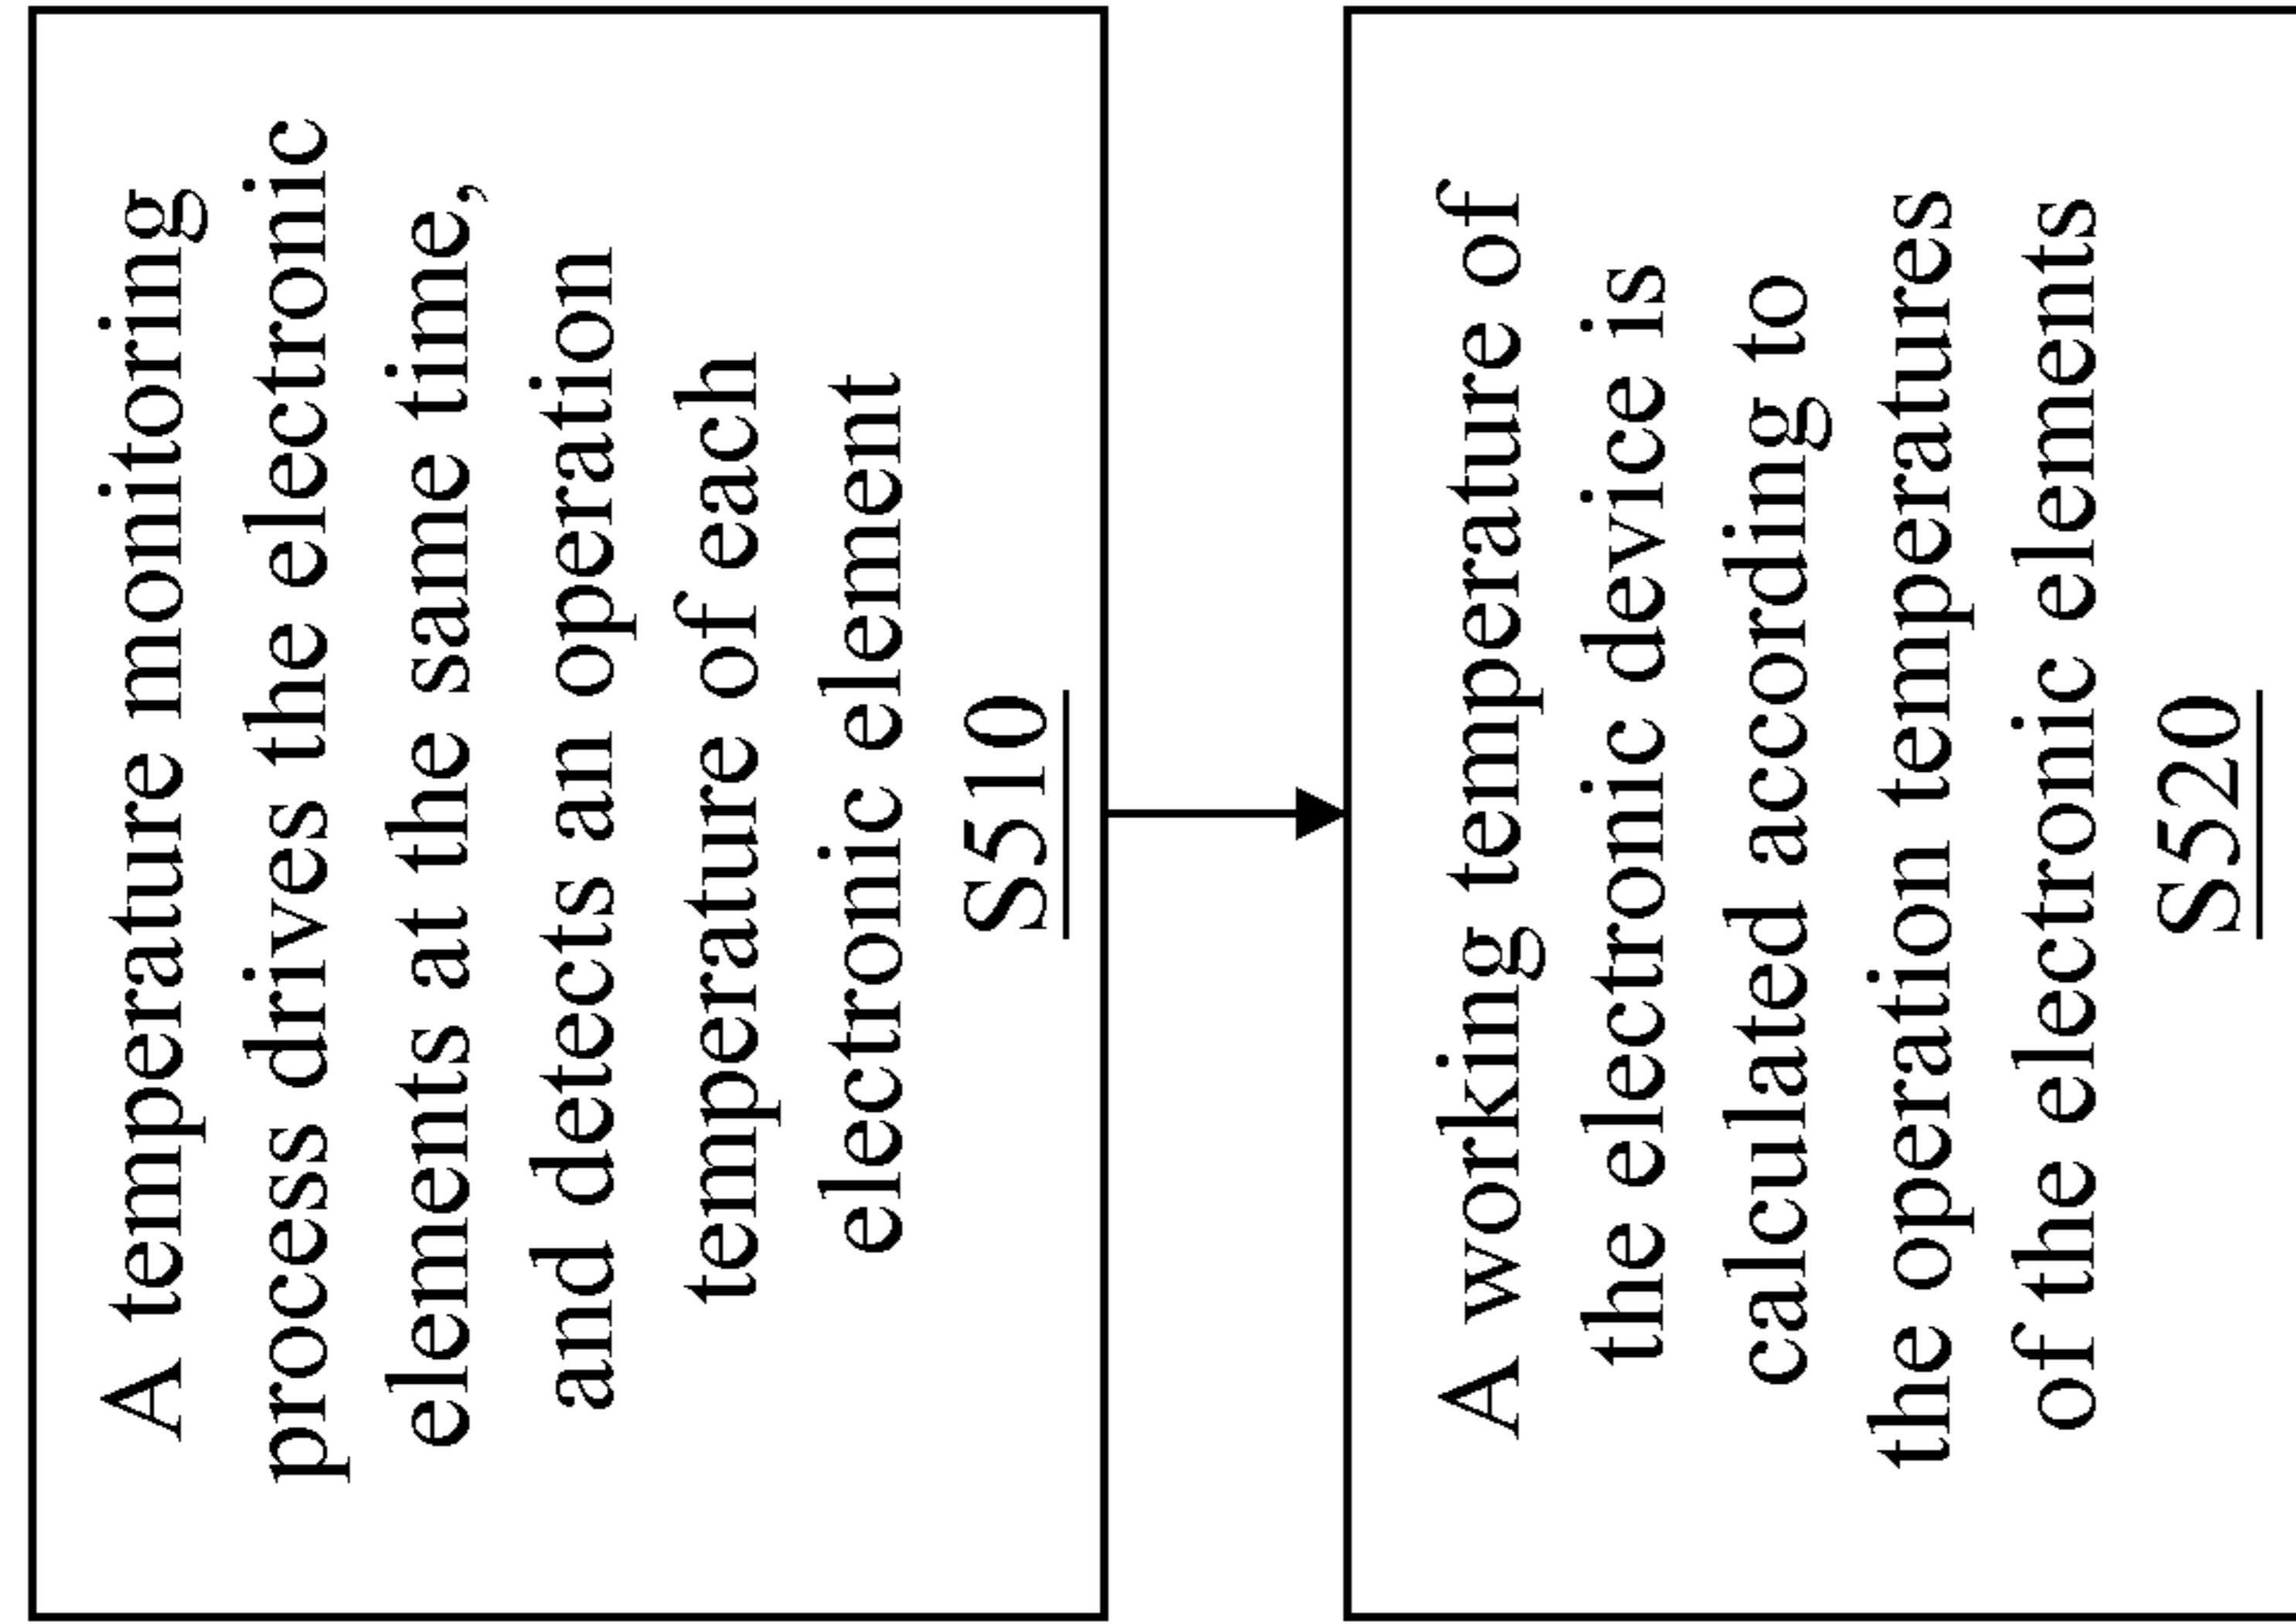 A temperature monitoring
process drives the electronic
elements at the same time,
and detects an operation
temperature of each
electronic element
S510
A working temperature of
the electronic device is
calculated according to
the operation temperatures
of the electronic elements
S520